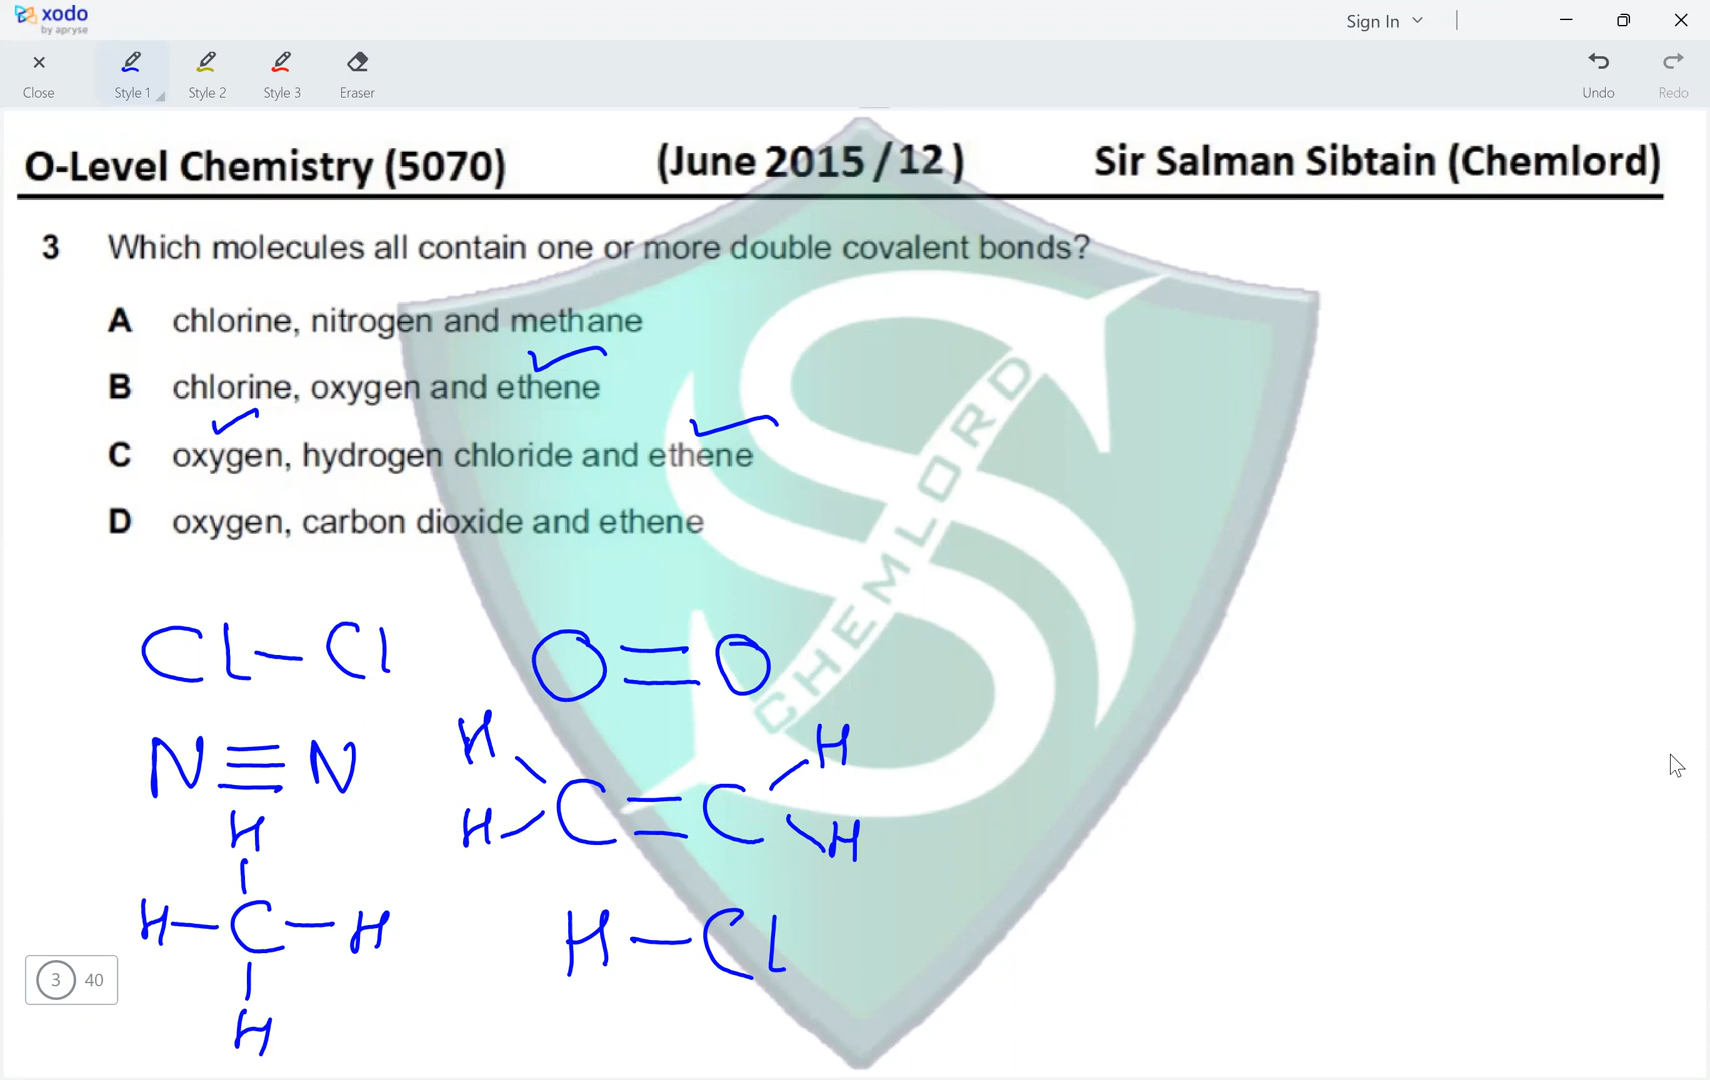 xodo
by apryse
Sign In
Close
Style 1
Style 2
Style 3
Eraser
Undo
Redo
O-Level Chemistry (5070) (June 2015/12) Sir Salman Sibtain (Chemlord)
3 Which molecules all contain one or more double covalent bonds?
A chlorine, nitrogen and methane
B chlorine, oxygen and ethene
C oxygen, hydrogen chloride and ethene
D oxygen, carbon dioxide and ethene
CHEMLORD
Cl–Cl O=O
N≡N
H H
C=C
H H
H
H–C–H
H
H–Cl
3 40